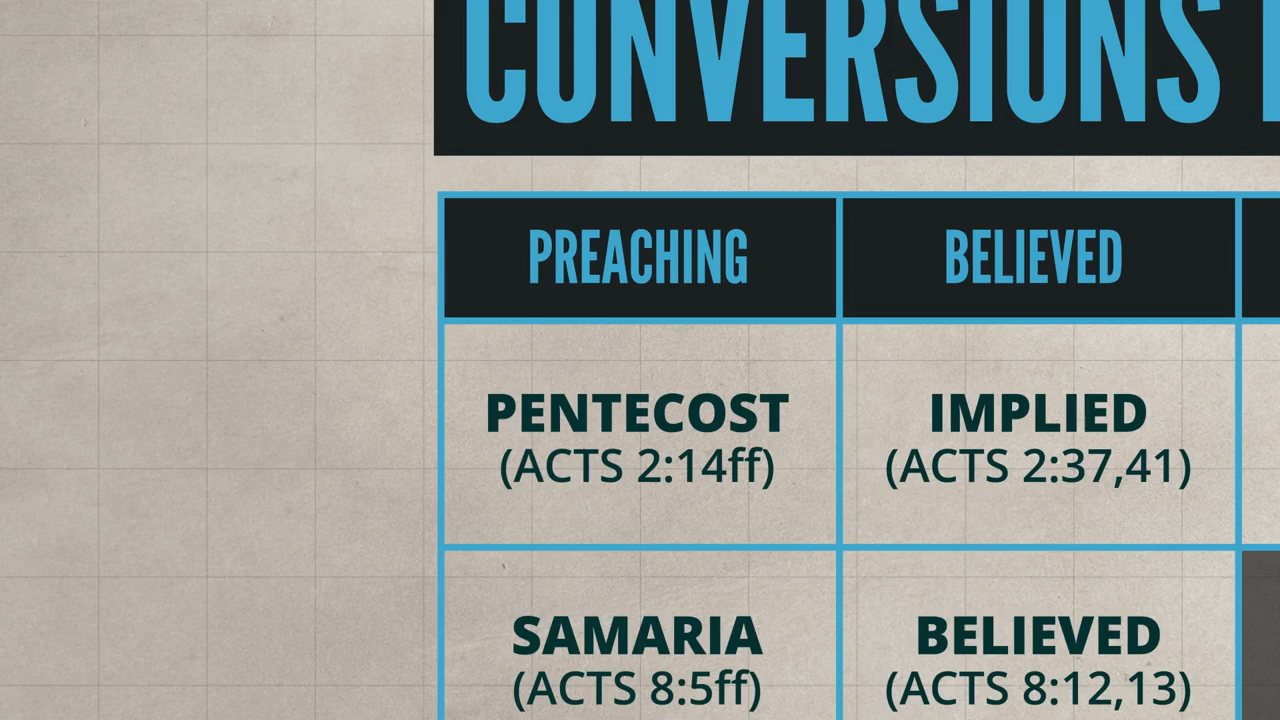 CONVERSIONS
PREACHING BELIEVED
PENTECOST IMPLIED
(ACTS 2:14ff) (ACTS 2:37,41)
SAMARIA BELIEVED
(ACTS 8:5ff) (ACTS 8:12,13)